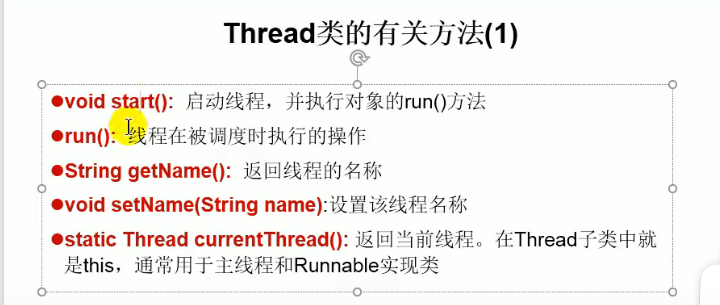 Thread类的有关方法(1)
●void start(): 启动线程，并执行对象的run()方法
●run(): 线程在被调度时执行的操作
●String getName(): 返回线程的名称
●void setName(String name):设置该线程名称
●static Thread currentThread(): 返回当前线程。在Thread子类中就
是this，通常用于主线程和Runnable实现类